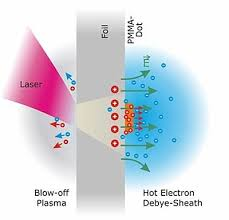 Foil
PMMA-
Dot
Laser
Blow-off
Plasma
Hot Electron
Debye-Sheath